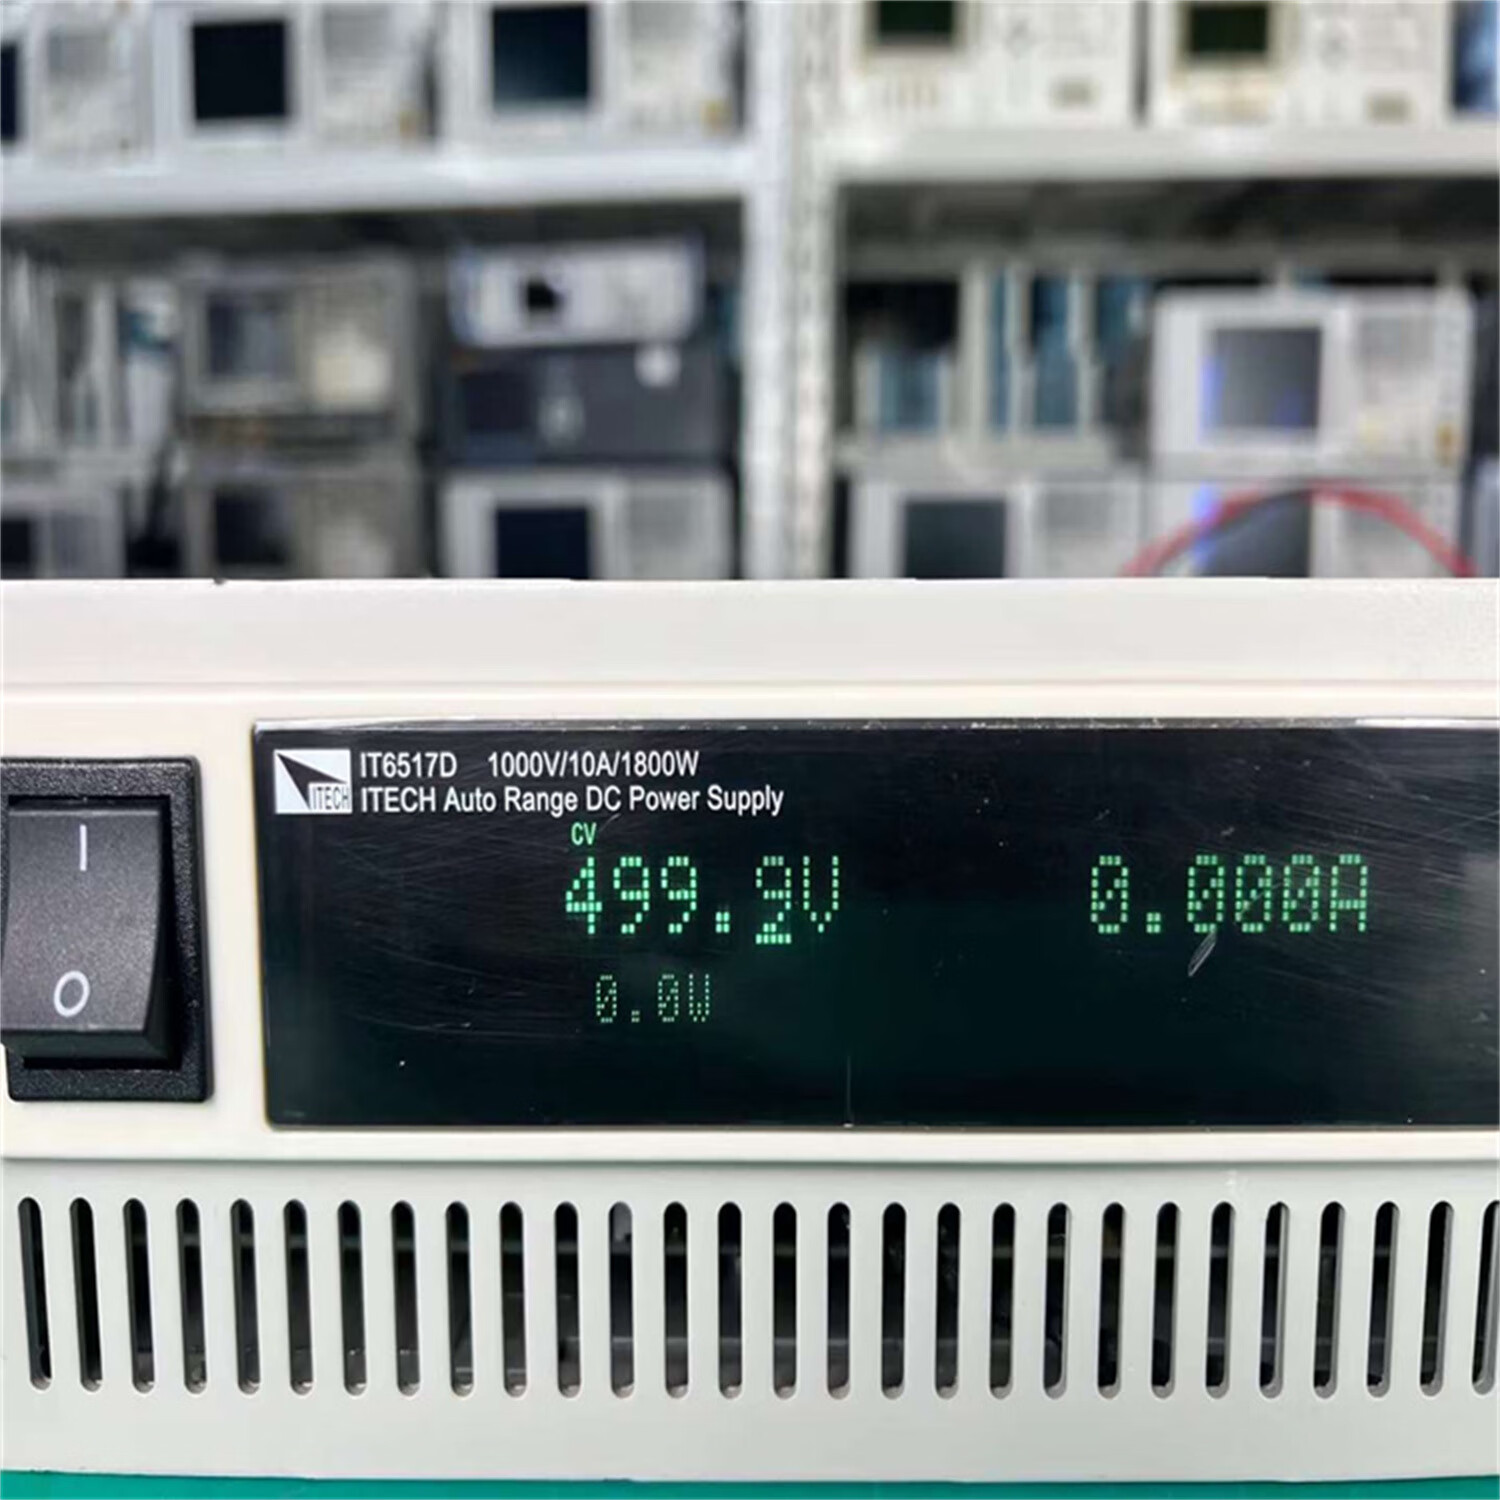 IT6517D 1000V/10A/1800W
ITECH
ITECH Auto Range DC Power Supply
CV
499.9V 0.000A
0.0W
I
O